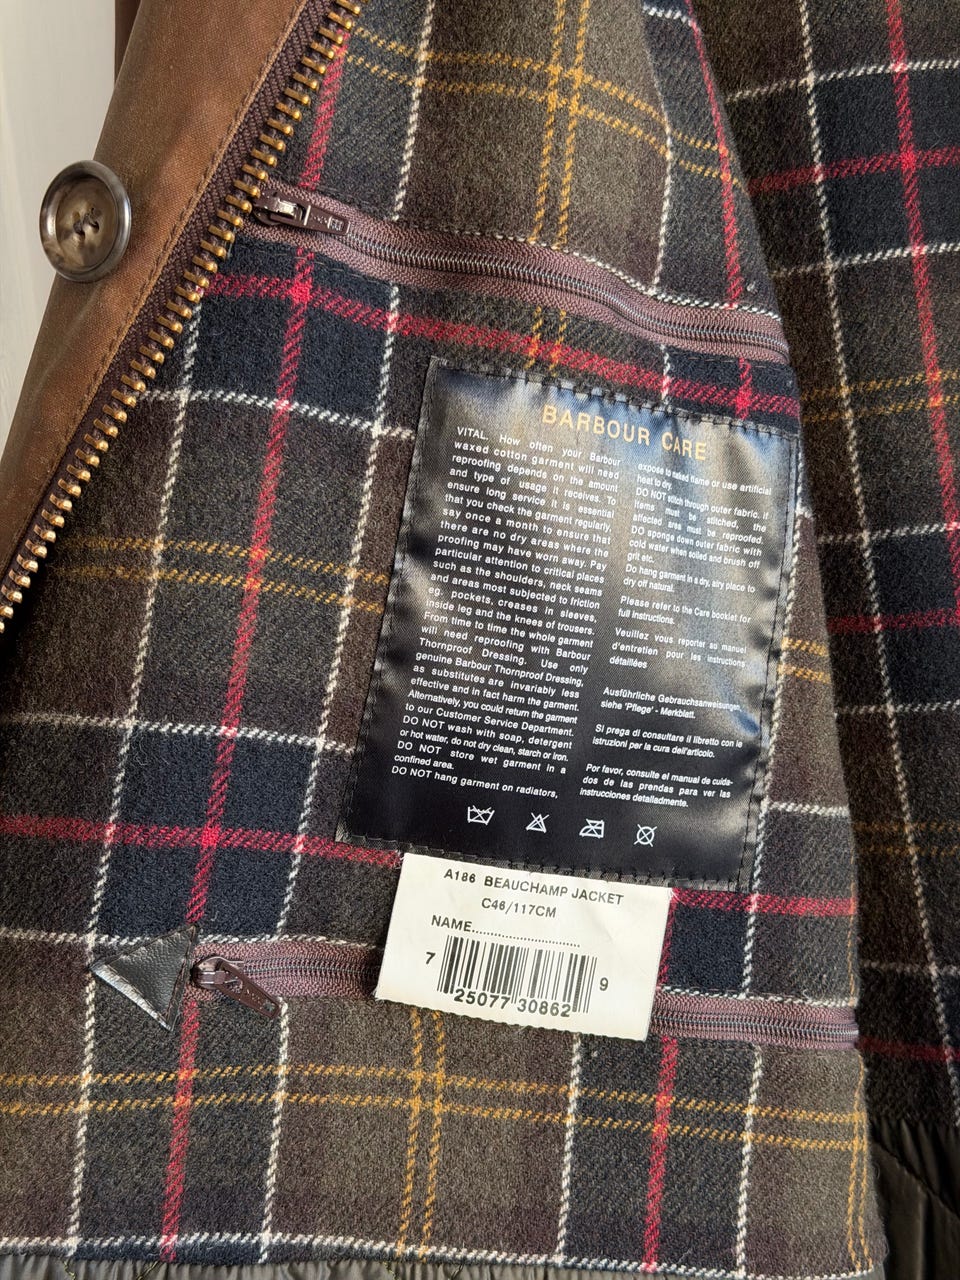 BARBOUR CARE
VITAL. How often your Barbour
waxed cotton garment will need
reproofing depends on the amount
and type of usage it receives. To
ensure long service it is essential
that you check the garment regularly,
say once a month to ensure that
there are no dry areas where the
proofing may have worn away. Pay
particular attention to critical places
such as the shoulders, neck seams
and areas most subjected to friction
eg. pockets, creases in sleeves,
inside leg and the knees of trousers.
From time to time the whole garment
will need reproofing with Barbour
Thornproof Dressing. Use only
genuine Barbour Thornproof Dressing,
as substitutes are invariably less
effective and in fact harm the garment.
Alternatively, you could return the garment
to our Customer Service Department.
DO NOT wash with soap, detergent
or hot water, do not dry clean, starch or iron.
DO NOT store wet garment in a
confined area.
DO NOT hang garment on radiators,
expose to naked flame or use artificial
heat to dry.
DO NOT stitch through outer fabric. If
items must be stitched, the
affected area must be reproofed.
DO sponge down outer fabric with
cold water when soiled and brush off
grit etc.
Do hang garment in a dry, airy place to
dry off natural.
Please refer to the Care booklet for
full instructions.
Veuillez vous reporter au manuel
d'entretien pour les instructions
détaillées
Ausführliche Gebrauchsanweisungen,
siehe 'Pflege' - Merkblatt.
Si prega di consultare il libretto con le
istruzioni per la cura dell'articolo.
Por favor, consulte el manual de cuida-
dos de las prendas para ver las
instrucciones detalladmente.
A186 BEAUCHAMP JACKET
C46/117CM
NAME............................
7 25077 30862 9